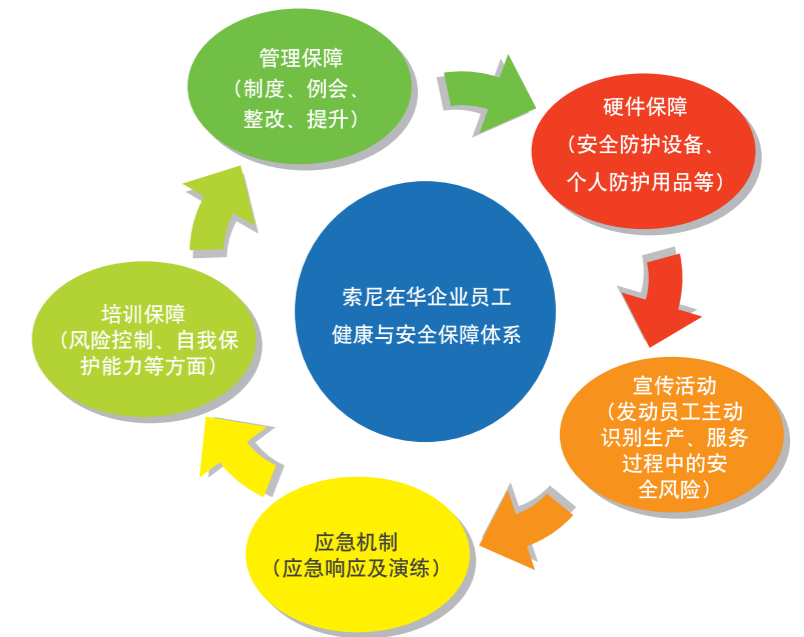 管理保障
（制度、例会、
整改、提升）
硬件保障
（安全防护设备、
个人防护用品等）
索尼在华企业员工
健康与安全保障体系
培训保障
（风险控制、自我保
护能力等方面）
宣传活动
（发动员工主动
识别生产、服务
过程中的安
全风险）
应急机制
（应急响应及演练）